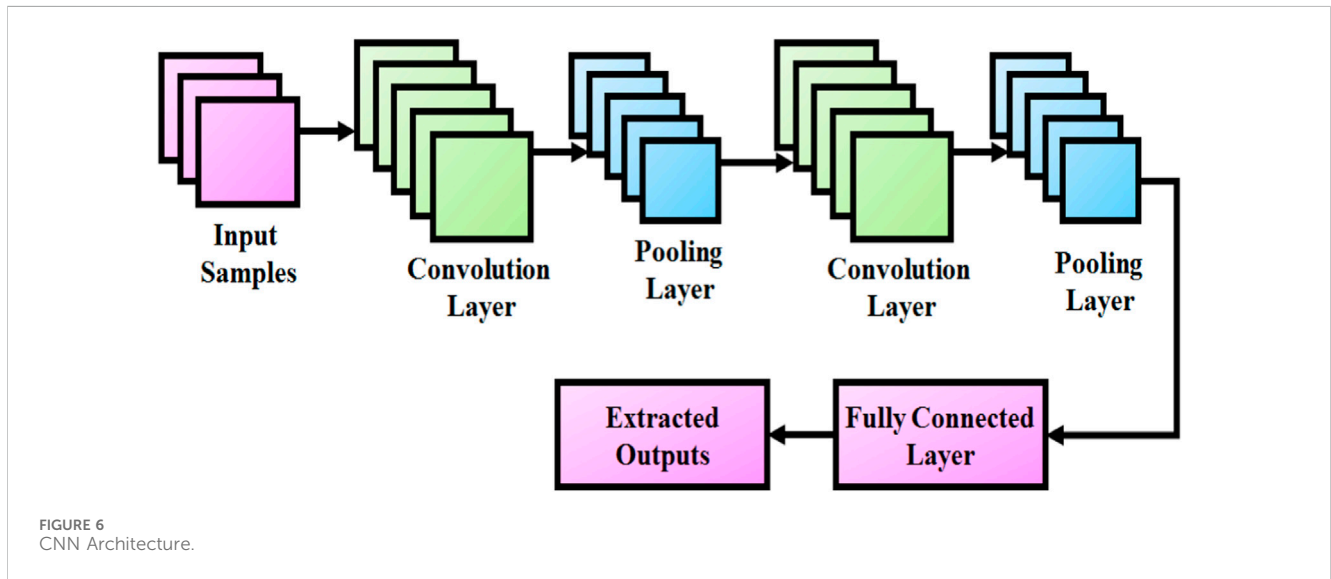 Input
Samples
Convolution
Layer
Pooling
Layer
Convolution
Layer
Pooling
Layer
Fully Connected
Layer
Extracted
Outputs
FIGURE 6
CNN Architecture.